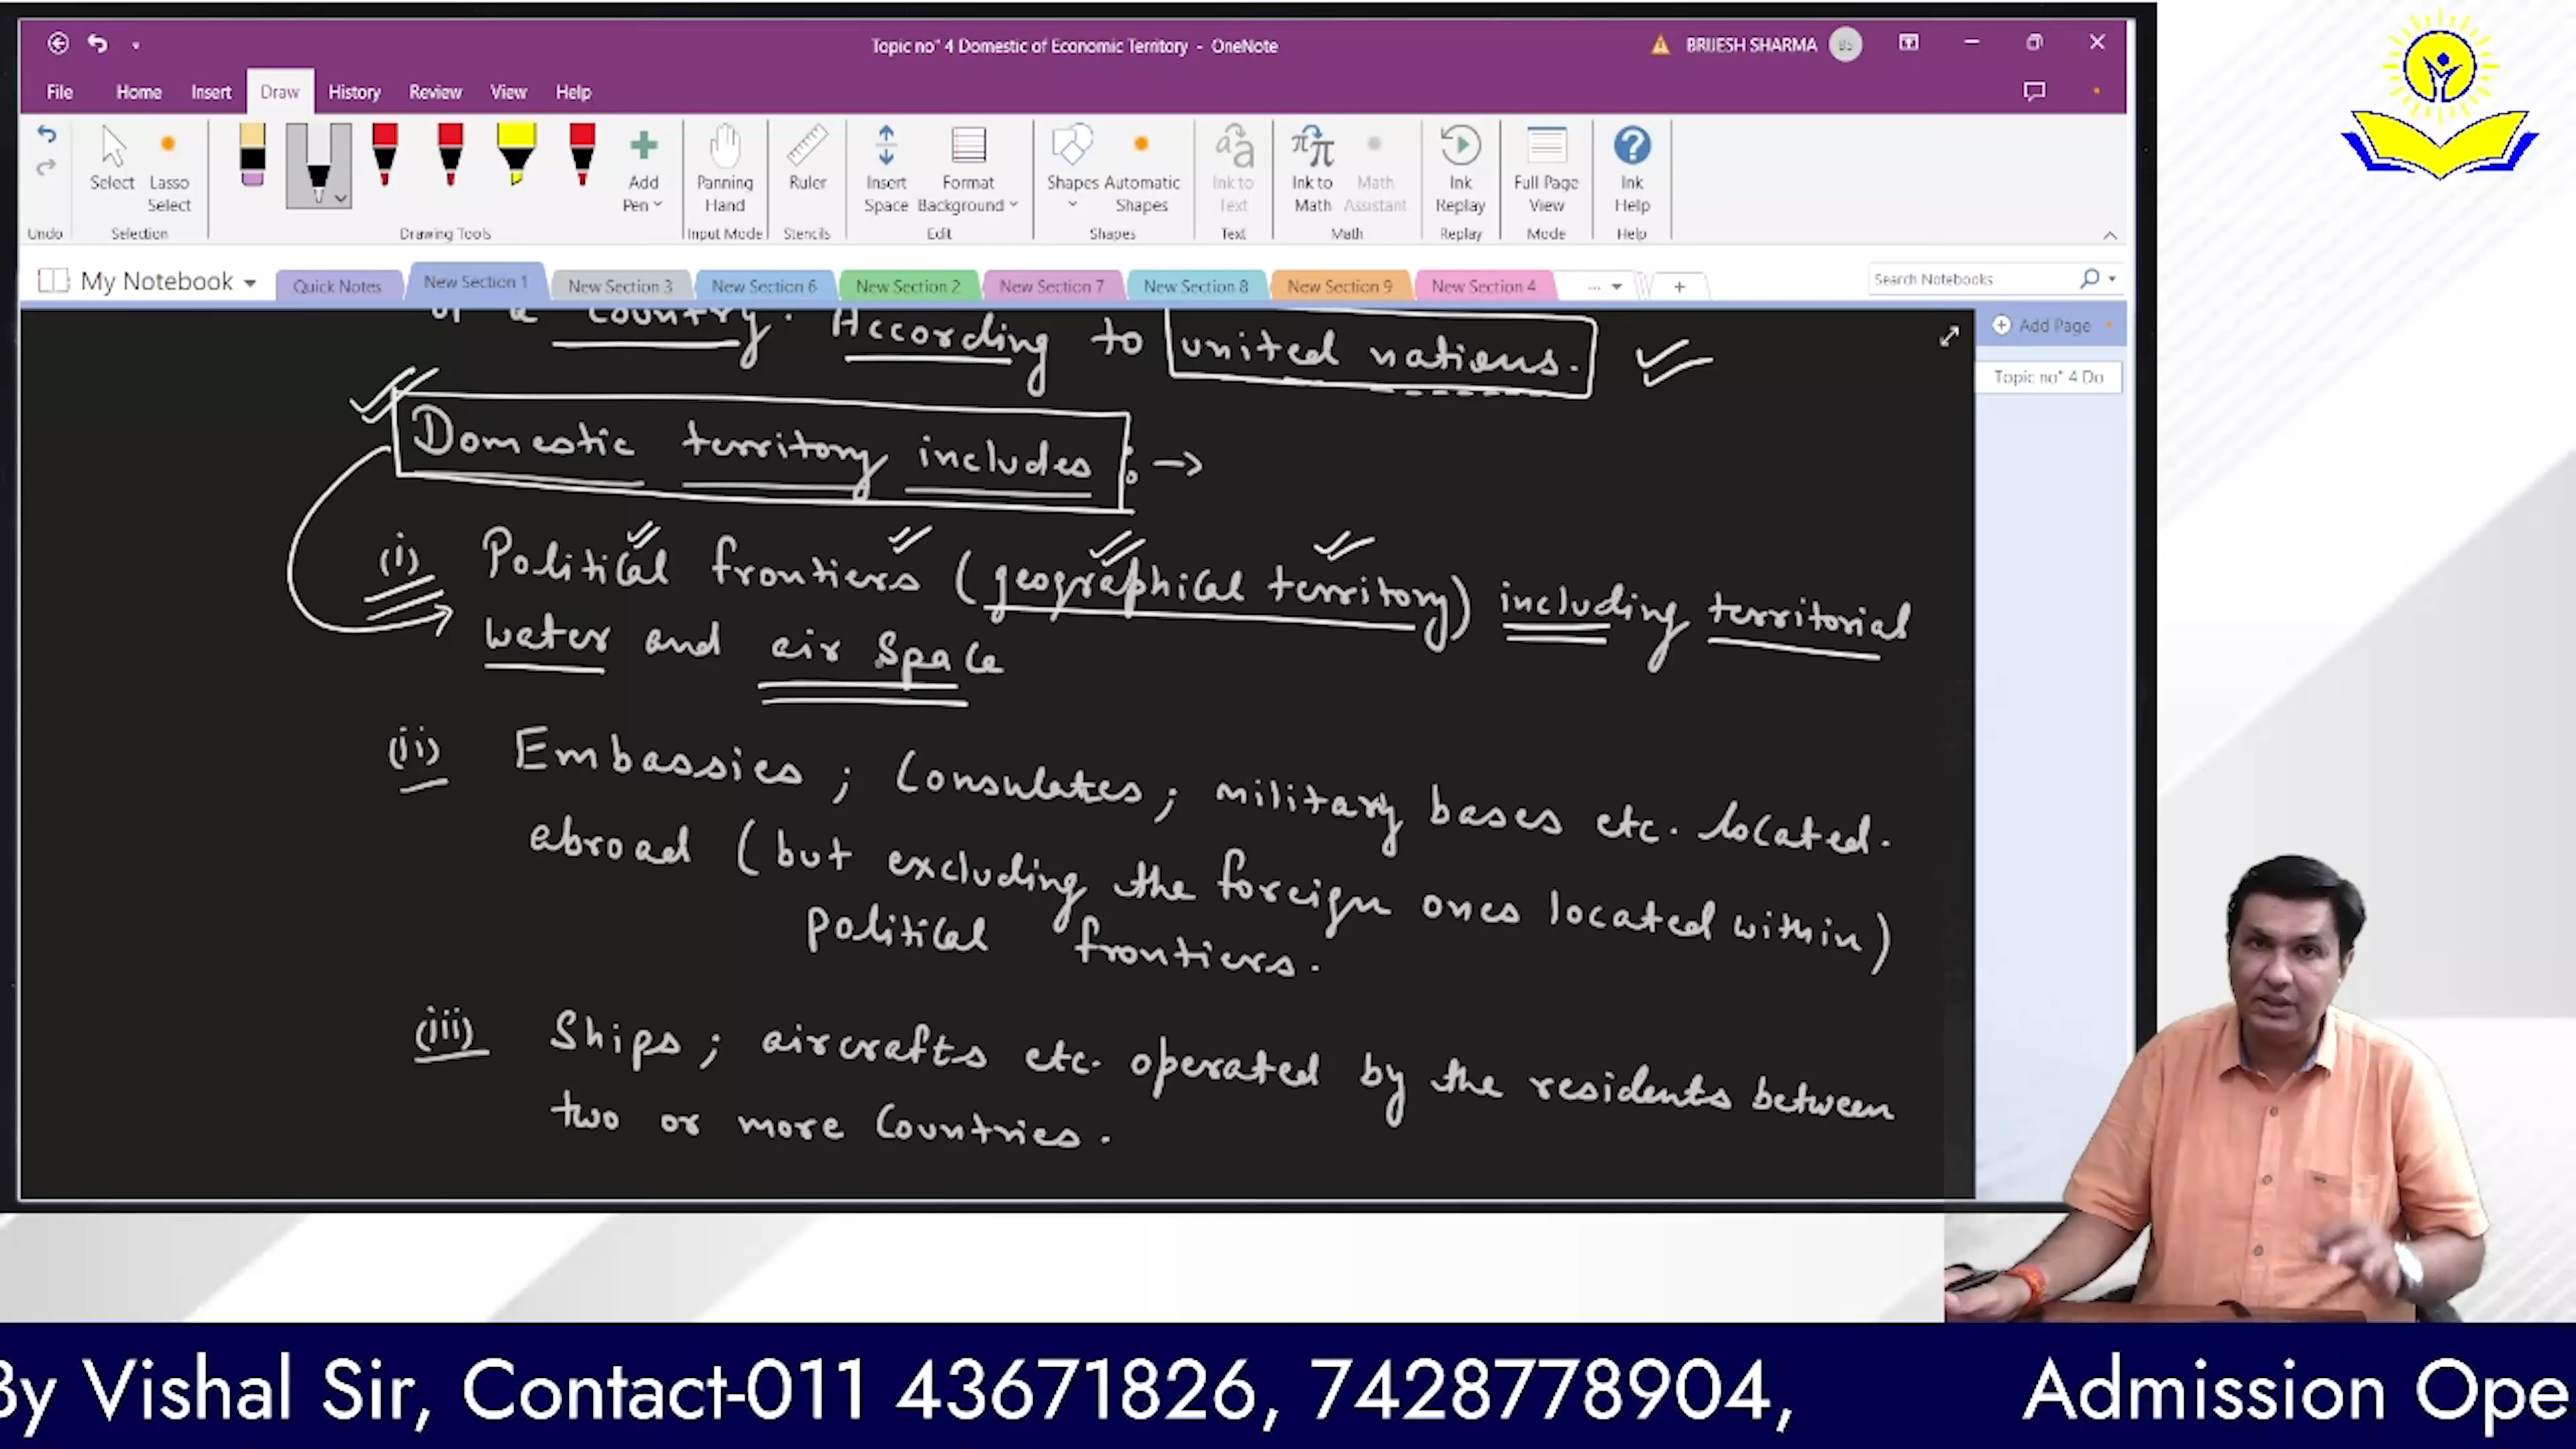 Topic no" 4 Domestic of Economic Territory - OneNote
BRIJESH SHARMA
BS
File Home Insert Draw History Review View Help
Select
Lasso Select
Add Pen
Panning Hand
Ruler
Insert Space
Format Background
Shapes
Automatic Shapes
Ink to Text
Ink to Math
Math Assistant
Ink Replay
Full Page View
Ink Help
Undo Selection Drawing Tools Input Mode Stencils Edit Shapes Text Math Replay Mode Help
My Notebook Quick Notes New Section 1 New Section 3 New Section 6 New Section 2 New Section 7 New Section 8 New Section 9 New Section 4 ... + Search Notebooks
Add Page
Topic no" 4 Do
of a country. According to united nations.
Domestic territory includes :→
(i) Political frontiers (geographical territory) including territorial
water and air space
(ii) Embassies; Consulates; military bases etc. located.
abroad (but excluding the foreign ones located within)
political frontiers.
(iii) Ships; aircrafts etc. operated by the residents between
two or more Countries.
By Vishal Sir, Contact-011 43671826, 7428778904, Admission Ope